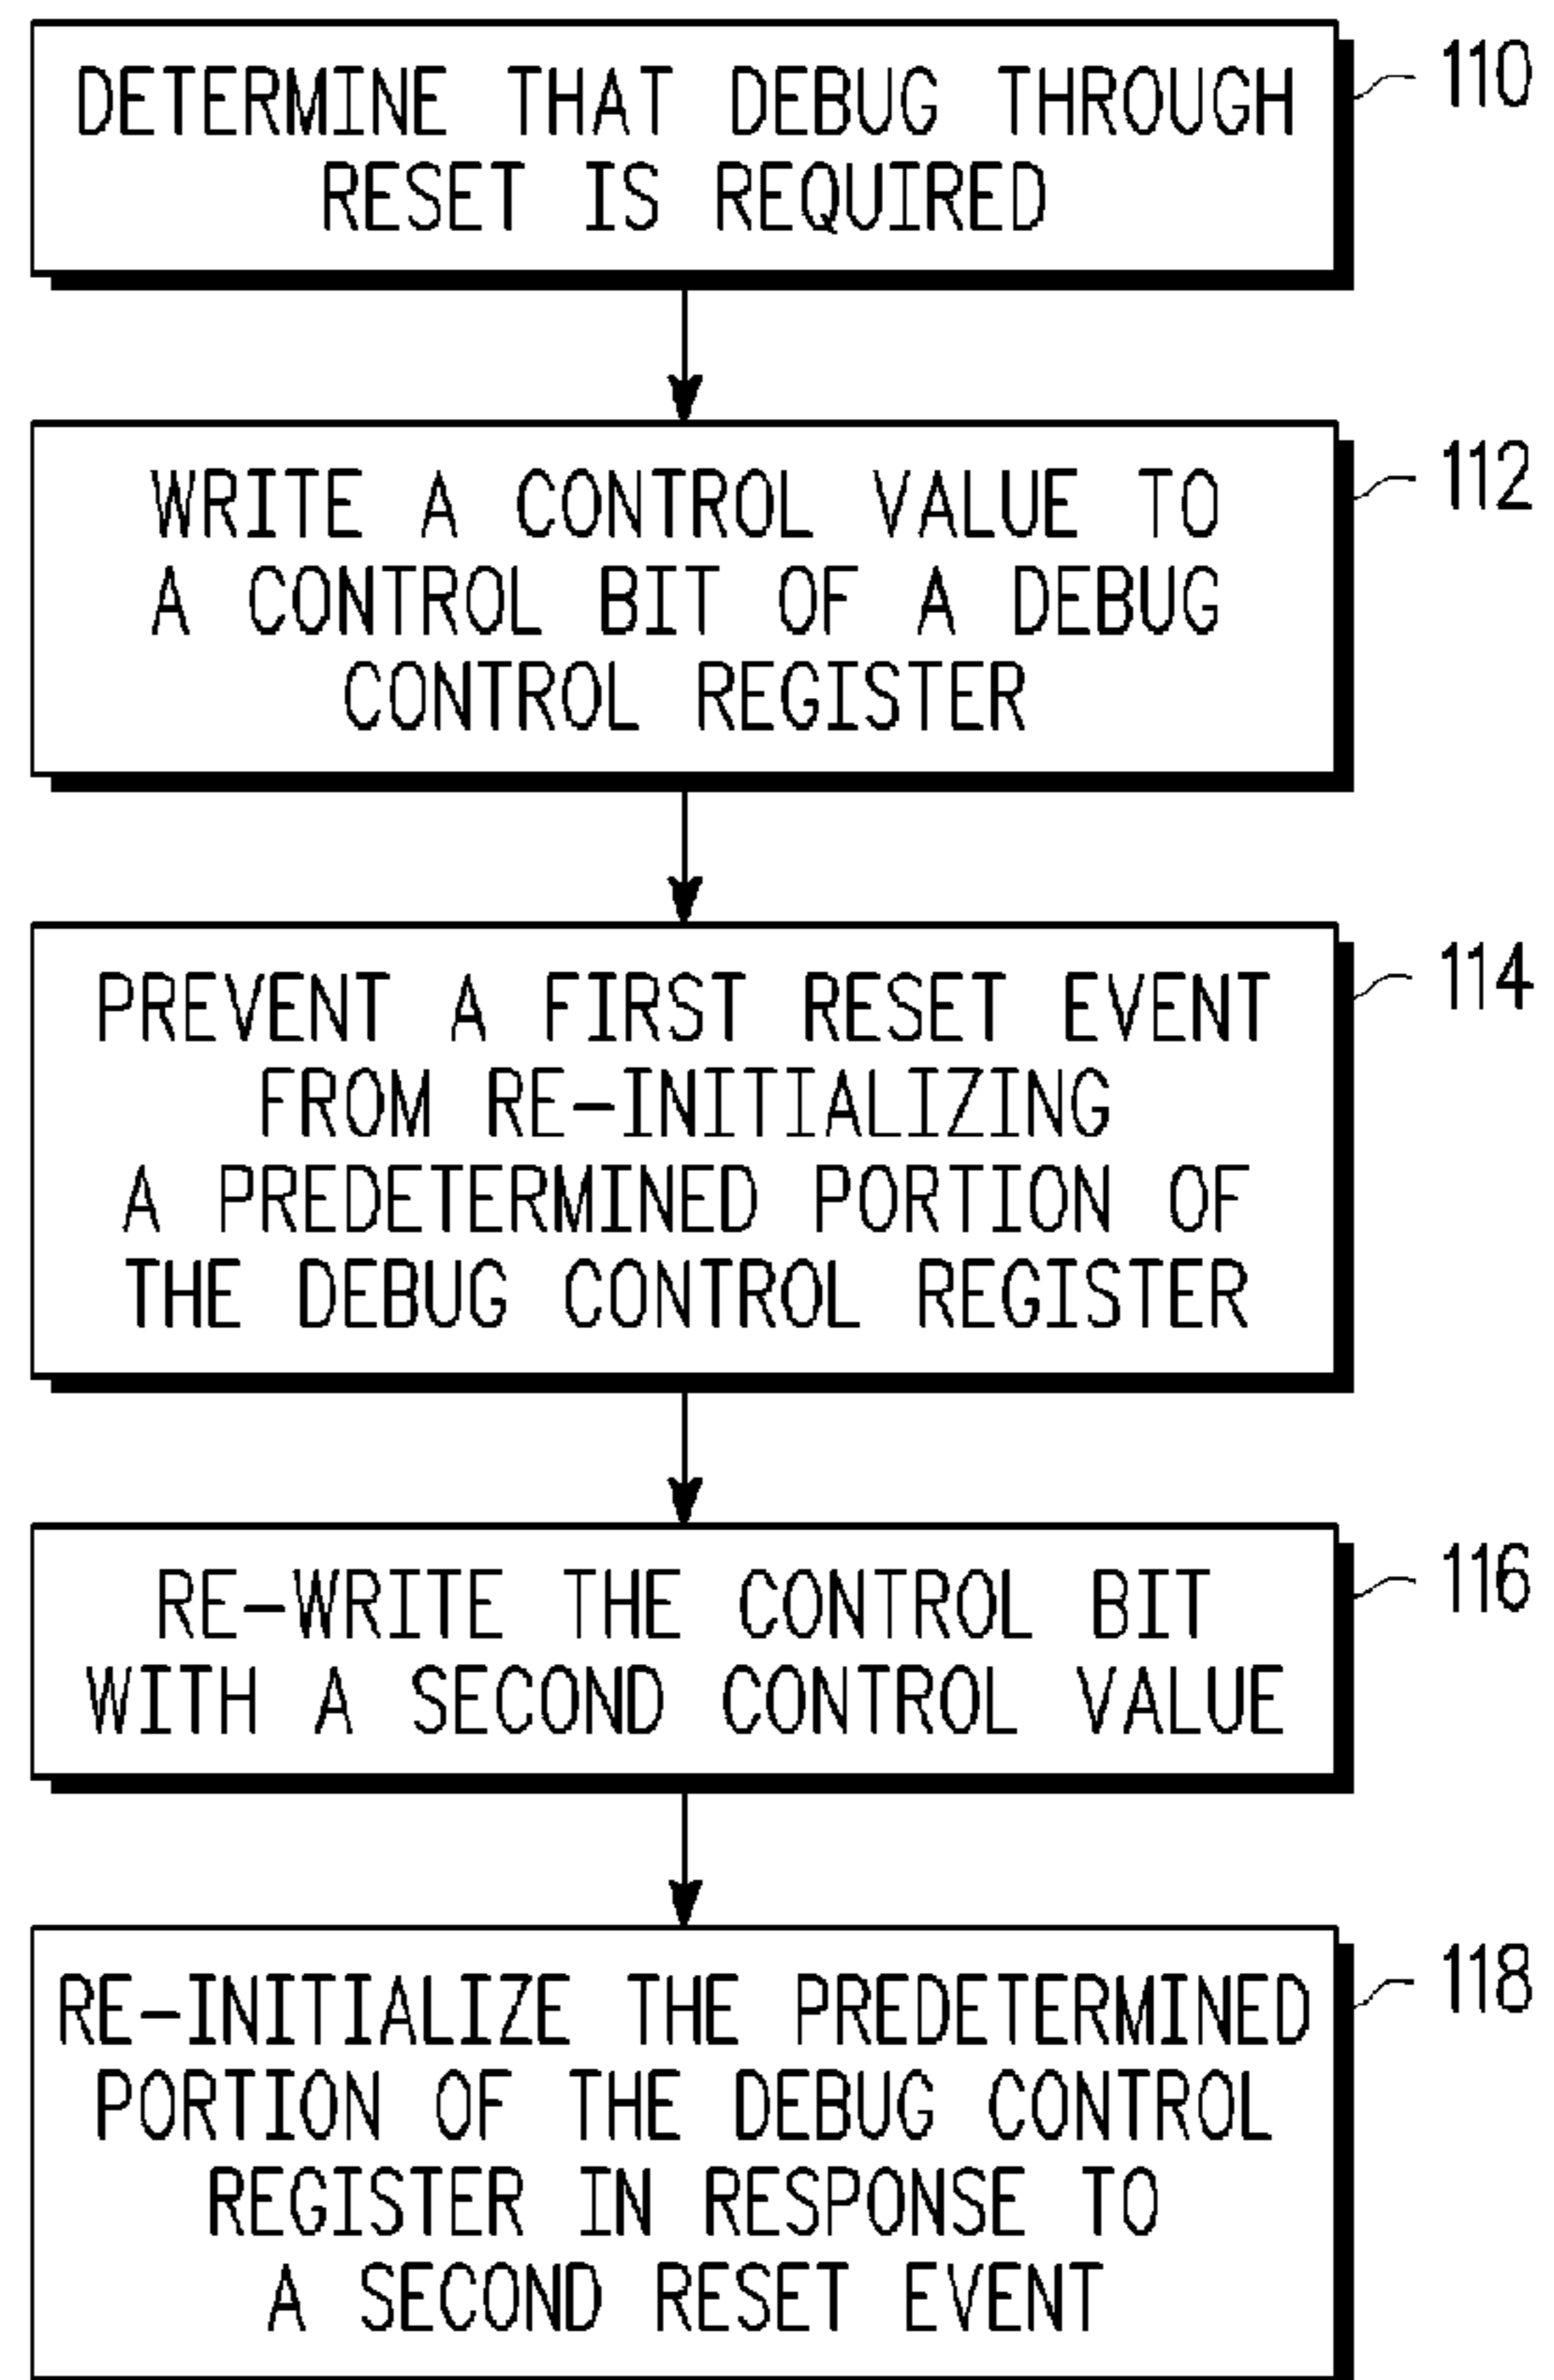 DETERMINE THAT DEBUG THROUGH
RESET IS REQUIRED
110
WRITE A CONTROL VALUE TO
A CONTROL BIT OF A DEBUG
CONTROL REGISTER
112
PREVENT A FIRST RESET EVENT
FROM RE-INITIALIZING
A PREDETERMINED PORTION OF
THE DEBUG CONTROL REGISTER
114
RE-WRITE THE CONTROL BIT
WITH A SECOND CONTROL VALUE
116
RE-INITIALIZE THE PREDETERMINED
PORTION OF THE DEBUG CONTROL
REGISTER IN RESPONSE TO
A SECOND RESET EVENT
118